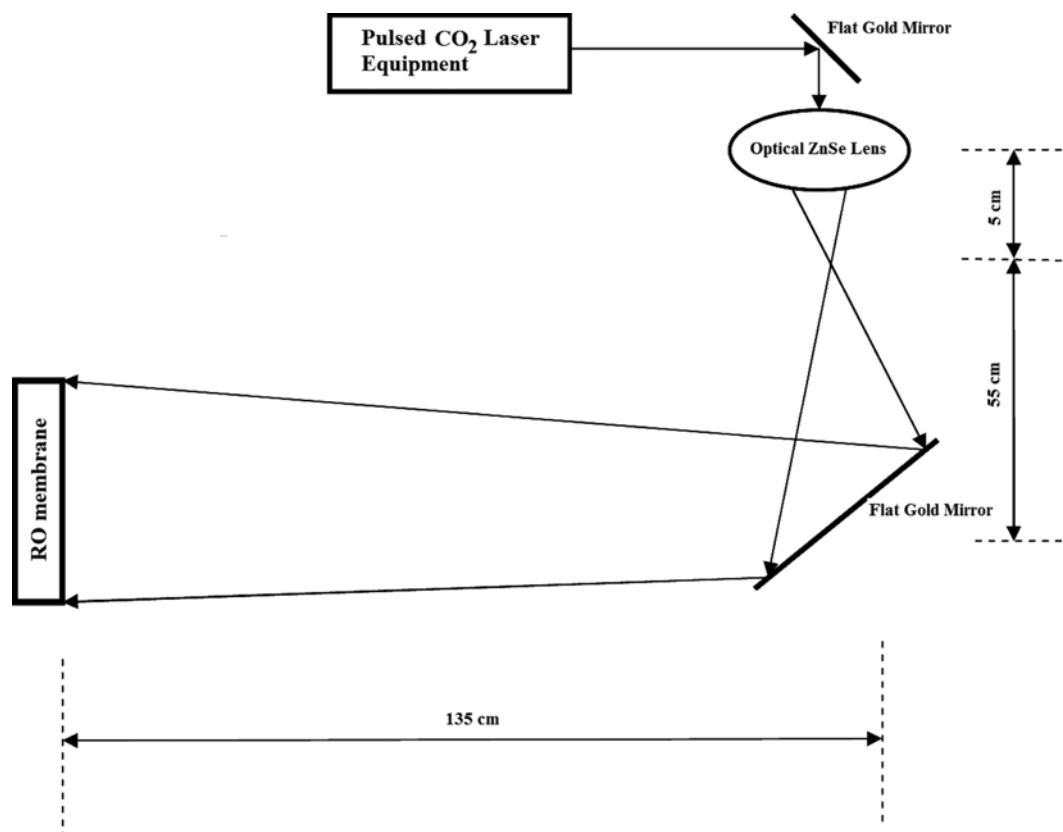 Flat Gold Mirror
Pulsed CO₂ Laser
Equipment
Optical ZnSe Lens
5 cm
55 cm
RO membrane
Flat Gold Mirror
135 cm